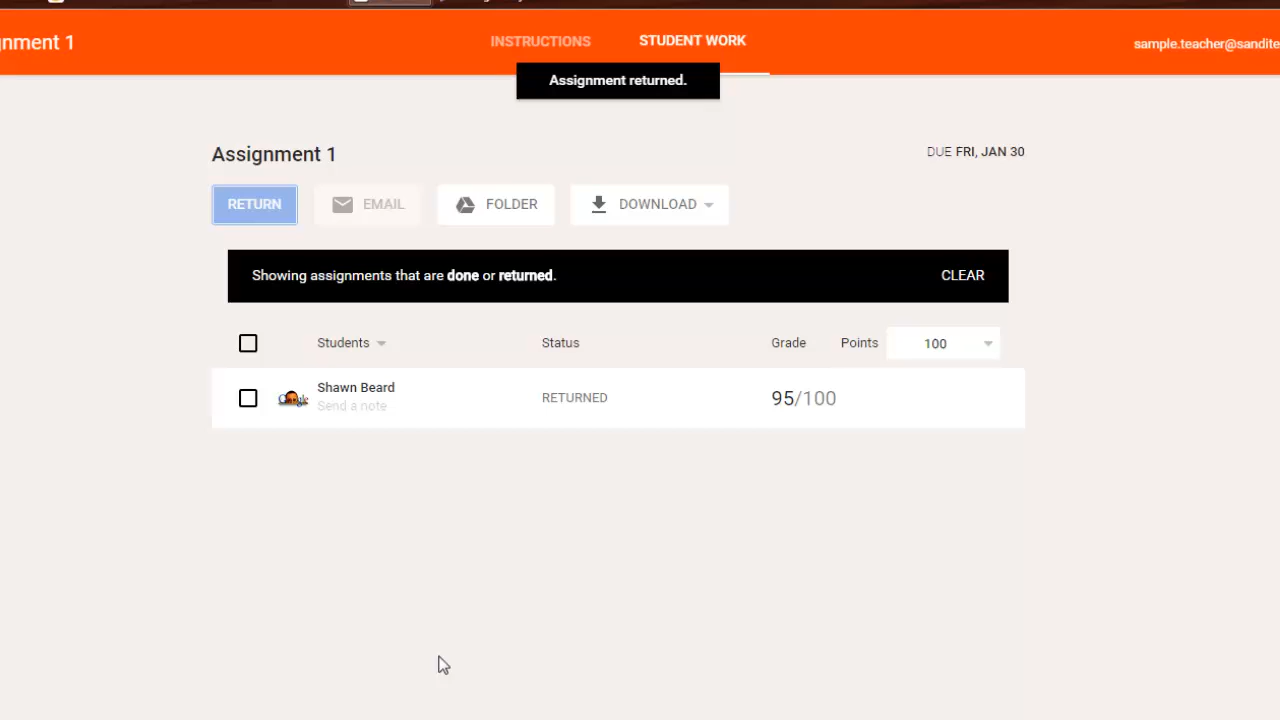 gnment 1
INSTRUCTIONS
STUDENT WORK
sample.teacher@sandite
Assignment returned.
Assignment 1
DUE FRI, JAN 30
RETURN
EMAIL
FOLDER
DOWNLOAD
Showing assignments that are done or returned.
CLEAR
Students
Status
Grade
Points
100
Shawn Beard
Send a note
RETURNED
95/100